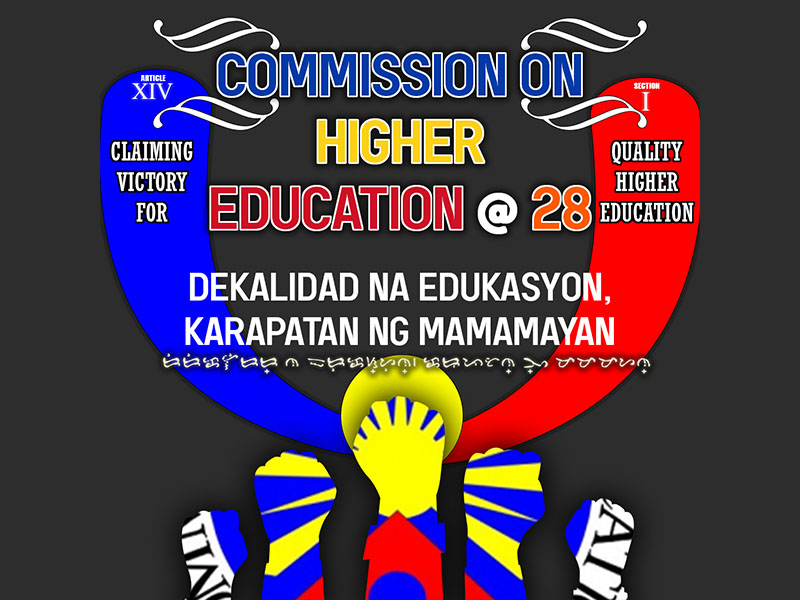 COMMISSION ON
HIGHER
EDUCATION @ 28
ARTICLE
XIV
CLAIMING
VICTORY
FOR
SECTION
I
QUALITY
HIGHER
EDUCATION
DEKALIDAD NA EDUKASYON,
KARAPATAN NG MAMAMAYAN